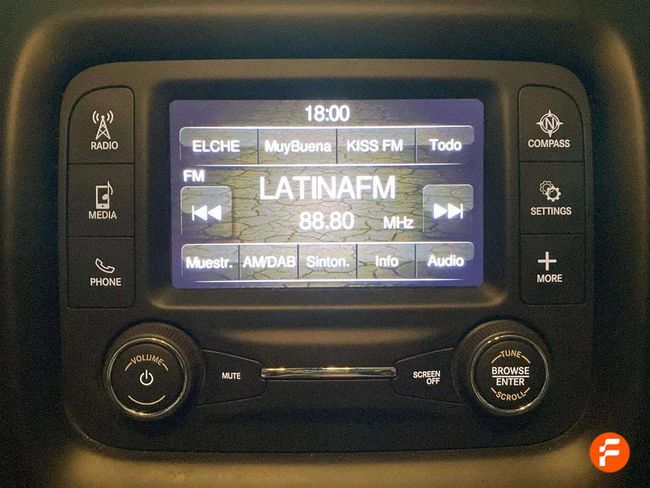 18:00
ELCHE MuyBuena KISS FM Todo
FM
LATINAFM
88.80 MHz
Muestr. AM/DAB Sinton. Info Audio
RADIO
MEDIA
PHONE
N
COMPASS
SETTINGS
MORE
VOLUME
MUTE
SCREEN
OFF
TUNE
BROWSE
ENTER
SCROLL
F